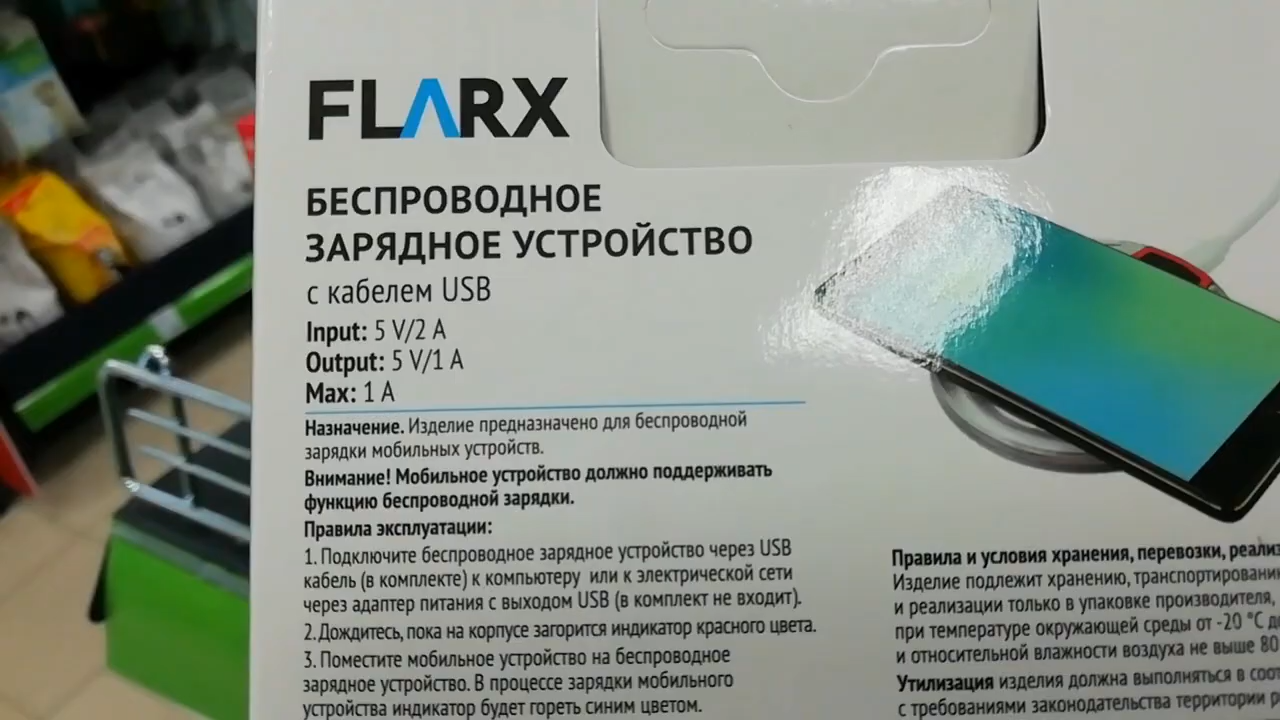 FLARX
БЕСПРОВОДНОЕ
ЗАРЯДНОЕ УСТРОЙСТВО
с кабелем USB
Input: 5 V/2 A
Output: 5 V/1 A
Max: 1 A
Назначение. Изделие предназначено для беспроводной
зарядки мобильных устройств.
Внимание! Мобильное устройство должно поддерживать
функцию беспроводной зарядки.
Правила эксплуатации:
1. Подключите беспроводное зарядное устройство через USB
кабель (в комплекте) к компьютеру или к электрической сети
через адаптер питания с выходом USB (в комплект не входит).
2. Дождитесь, пока на корпусе загорится индикатор красного цвета.
3. Поместите мобильное устройство на беспроводное
зарядное устройство. В процессе зарядки мобильного
устройства индикатор будет гореть синим цветом.
Правила и условия хранения, перевозки,
Изделие подлежит хранению,
и реализации только в упаковке производителя,
при температуре окружающей среды от -20 °C
и относительной влажности воздуха не выше 80
Утилизация изделия должна выполняться в
с требованиями законодательства территории